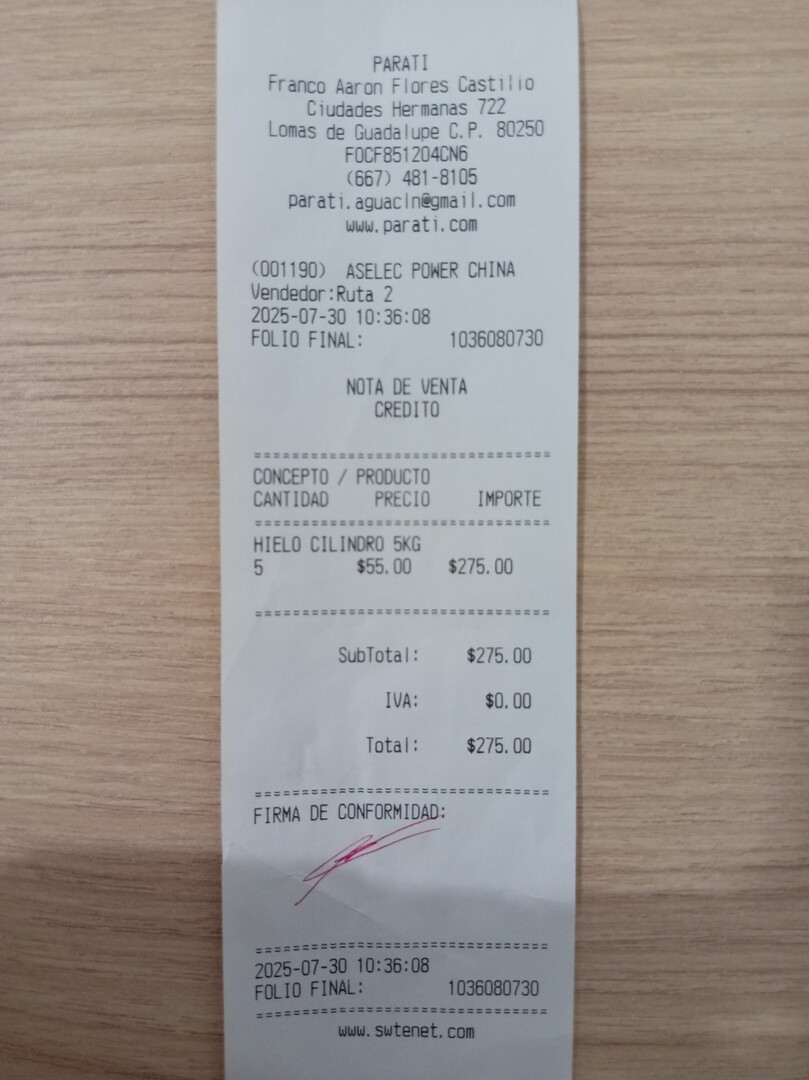 PARATI
Franco Aaron Flores Castillo
Ciudades Hermanas 722
Lomas de Guadalupe C.P. 80250
FOCF851204CN6
(667) 481-8105
parati.aguacln@gmail.com
www.parati.com
(001190) ASELEC POWER CHINA
Vendedor:Ruta 2
2025-07-30 10:36:08
FOLIO FINAL: 1036080730
NOTA DE VENTA
CREDITO
================================
CONCEPTO / PRODUCTO
CANTIDAD PRECIO IMPORTE
================================
HIELO CILINDRO 5KG
5 $55.00 $275.00
================================
SubTotal: $275.00
IVA: $0.00
Total: $275.00
================================
FIRMA DE CONFORMIDAD:
================================
2025-07-30 10:36:08
FOLIO FINAL: 1036080730
================================
www.swtenet.com